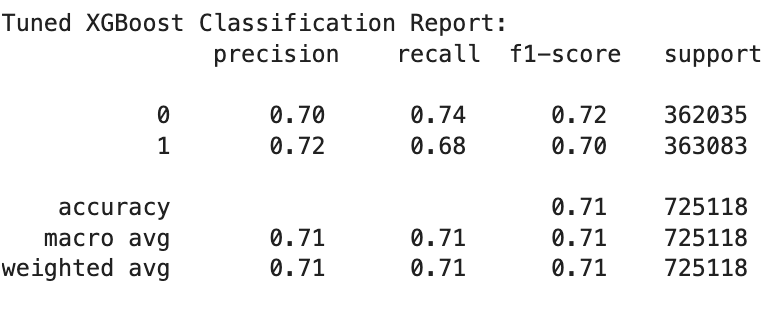 Tuned XGBoost Classification Report:
              precision    recall  f1-score   support

           0       0.70      0.74      0.72    362035
           1       0.72      0.68      0.70    363083

    accuracy                           0.71    725118
   macro avg       0.71      0.71      0.71    725118
weighted avg       0.71      0.71      0.71    725118